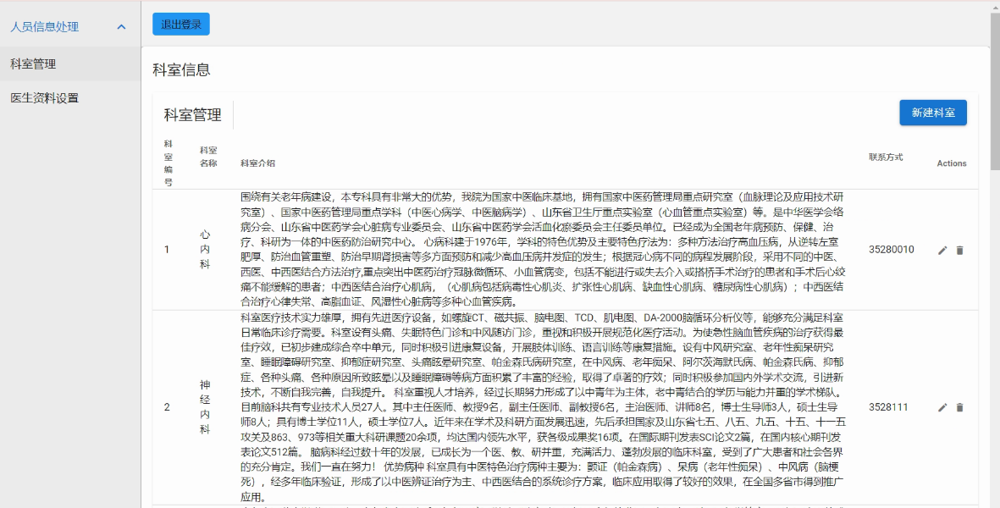 人员信息处理
退出登录
科室管理
医生资料设置
科室信息
科室管理
新建科室
科室编号
科室名称
科室介绍
联系方式
Actions
1
心内科
围绕有关老年病建设，本专科具有非常大的优势，我院为国家中医临床基地，拥有国家中医药管理局重点研究室（血脉理论及应用技术研
究室）、国家中医药管理局重点学科（中医心病学、中医脑病学）、山东省卫生厅重点实验室（心血管重点实验室）等。是中华医学会络
病分会、山东省中医药学会心脏病专业委员会、山东省中医药学会活血化瘀委员会主任委员单位。已经成为全国老年病预防、保健、治
疗、科研为一体的中医药防治研究中心。 心病科建于1976年，学科的特色优势及主要特色疗法为：多种方法治疗高血压病，从逆转左室
肥厚、防治血管重塑、防治早期肾损害等多方面预防和减少高血压病并发症的发生；根据冠心病不同的病程发展阶段，采用不同的中医、
西医、中西医结合方法治疗,重点突出中医药治疗冠脉微循环、小血管病变，包括不能进行或失去介入或搭桥手术治疗的患者和手术后心绞
痛不能缓解的患者；中西医结合治疗心肌病，（心肌病包括病毒性心肌炎、扩张性心肌病、缺血性心肌病、糖尿病性心肌病）；中西医结
合治疗心律失常、高脂血证、风湿性心脏病等多种心血管疾病。
35280010
2
神经内科
科室医疗技术实力雄厚，拥有先进医疗设备，如螺旋CT、磁共振、脑电图、TCD、肌电图、DA-2000脑循环分析仪等，能够充分满足科室
日常临床诊疗需要。科室设有头痛、失眠特色门诊和中风随访门诊，重视和积极开展规范化医疗活动。为使急性脑血管疾病的治疗获得最
佳疗效，已初步建成综合卒中单元，同时积极引进康复设备，开展肢体训练、语言训练等康复措施。设有中风研究室、老年性痴呆研究
室、睡眠障碍研究室、抑郁症研究室、头痛眩晕研究室、帕金氏病研究室，在中风病、老年痴呆、阿尔茨海默氏病、帕金森氏病、抑郁
症、各种头痛、各种原因所致眩晕以及睡眠障碍等病方面积累了丰富的经验，取得了卓著的疗效；同时积极参加国内外学术交流，引进新
技术，不断自我完善，自我提升。 科室重视人才培养，经过长期努力形成了以中青年为主体，老中青结合的学历与能力并重的学术梯队。
目前脑科共有专业技术人员27人。其中主任医师、教授9名，副主任医师、副教授6名，主治医师、讲师8名，博士生导师3人，硕士生导
师8人；具有博士学位11人，硕士学位7人。近年来在学术及科研方面发展迅速，先后承担国家及山东省七五、八五、九五、十五、十一五
攻关及863、973等相关重大科研课题20余项，均达国内领先水平，获各级成果奖16项。在国际期刊发表SCI论文2篇，在国内核心期刊发
表论文512篇。 脑病科经过数十年的发展，已成长为一个医、教、研并重，充满活力、蓬勃发展的临床科室，受到了广大患者和社会各界
的充分肯定。我们一直在努力！ 优势病种 科室具有中医特色治疗病种主要为：颤证（帕金森病）、呆病（老年性痴呆）、中风病（脑梗
死），经多年临床验证，形成了以中医辨证治疗为主、中西医结合的系统诊疗方案，临床应用取得了较好的效果，在全国多省市得到推广
应用。
3528111